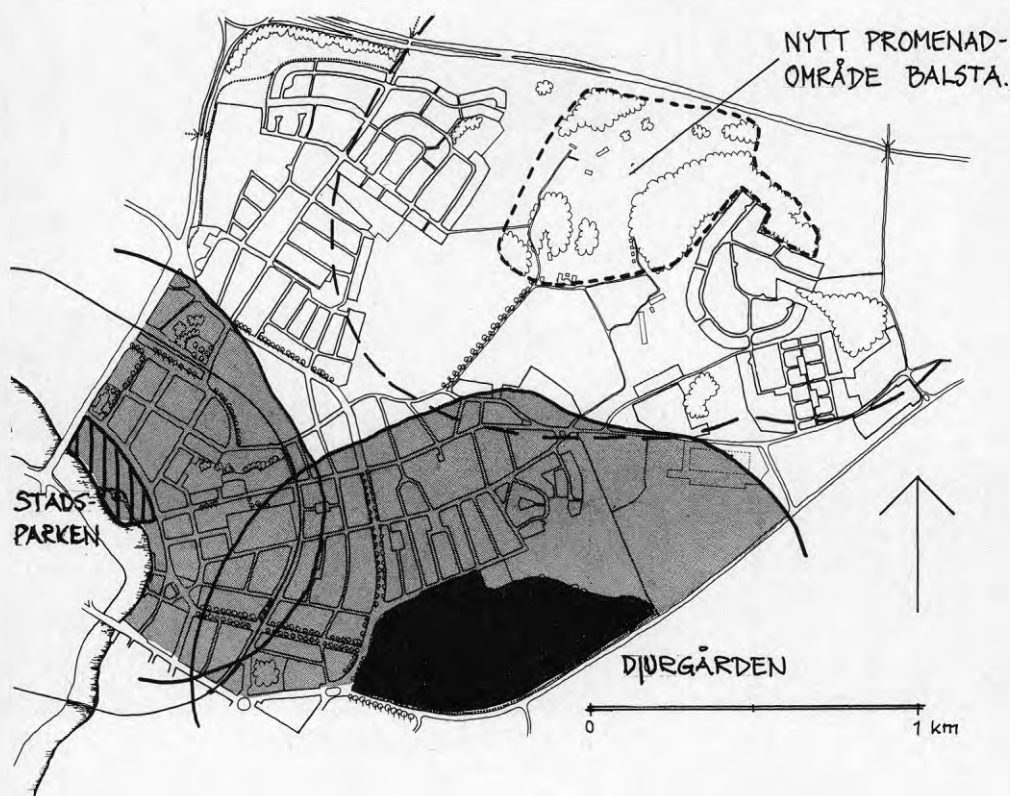 NYTT PROMENAD-
OMRÅDE BALSTA.
STADS-
PARKEN
DJURGÅRDEN
0
1 km